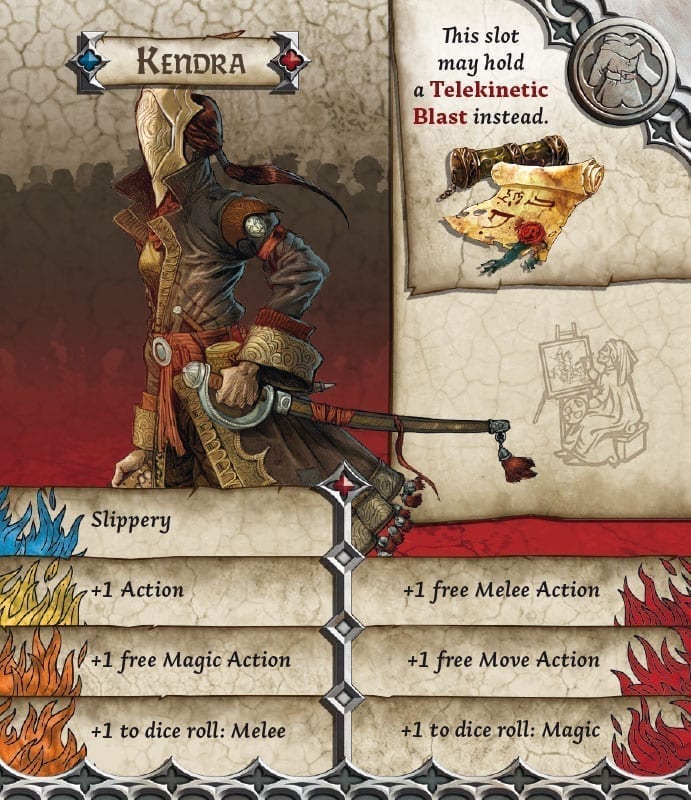 Kendra
This slot
may hold
a Telekinetic
Blast instead.
Slippery
+1 Action
+1 free Magic Action
+1 to dice roll: Melee
+1 free Melee Action
+1 free Move Action
+1 to dice roll: Magic